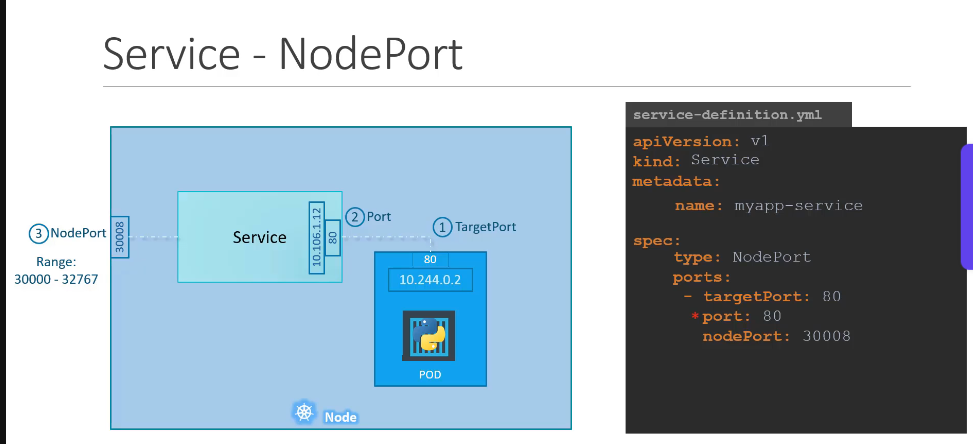 Service - NodePort
service-definition.yml
apiVersion: v1
kind: Service
metadata:
name: myapp-service
spec:
type: NodePort
ports:
- targetPort: 80
*port: 80
nodePort: 30008
3 NodePort
Range:
30000 - 32767
30008
Service
10.106.1.12
80
2 Port
1 TargetPort
80
10.244.0.2
POD
Node